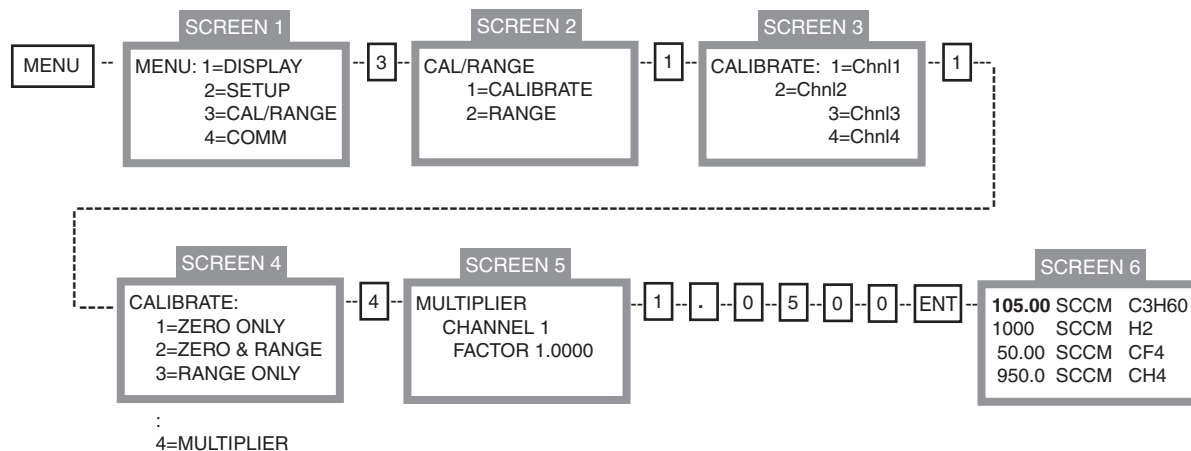 SCREEN 1
SCREEN 2
SCREEN 3
MENU
MENU: 1=DISPLAY
2=SETUP
3=CAL/RANGE
4=COMM
3
CAL/RANGE
1=CALIBRATE
2=RANGE
1
CALIBRATE: 1=Chnl1
2=Chnl2
3=Chnl3
4=Chnl4
1
SCREEN 4
SCREEN 5
SCREEN 6
CALIBRATE:
1=ZERO ONLY
2=ZERO & RANGE
3=RANGE ONLY
:
4=MULTIPLIER
4
MULTIPLIER
CHANNEL 1
FACTOR 1.0000
1 . 0 5 0 0 ENT
105.00 SCCM C3H60
1000 SCCM H2
50.00 SCCM CF4
950.0 SCCM CH4